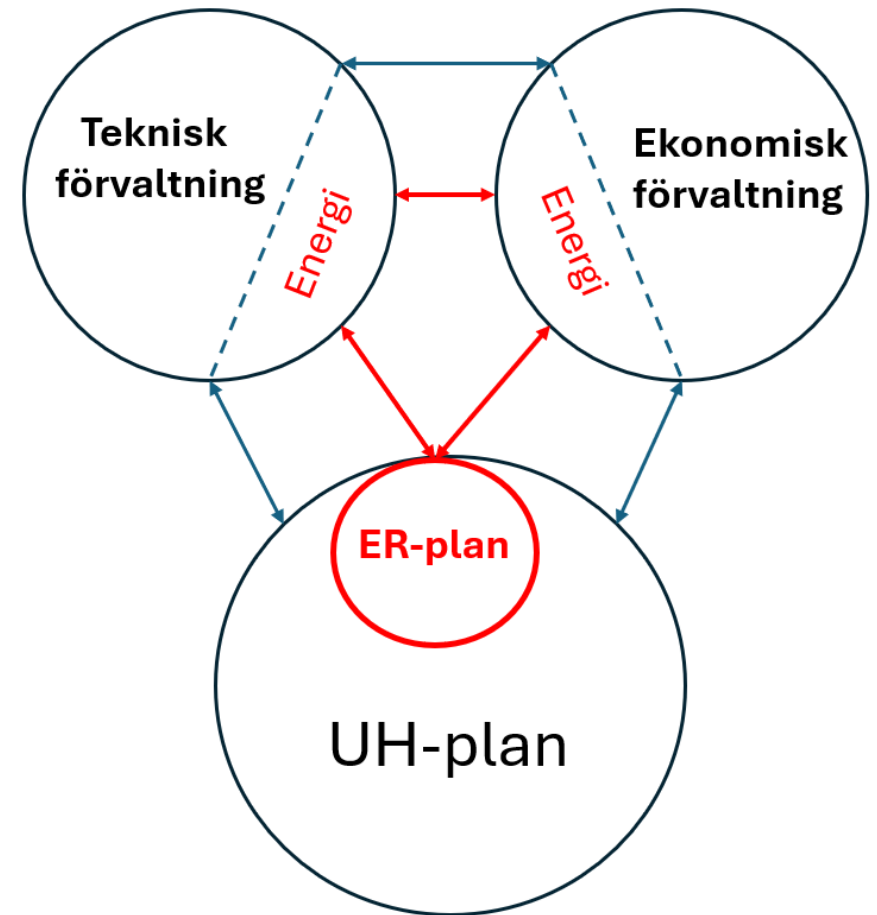 Teknisk
förvaltning
Energi
Ekonomisk
förvaltning
Energi
ER-plan
UH-plan